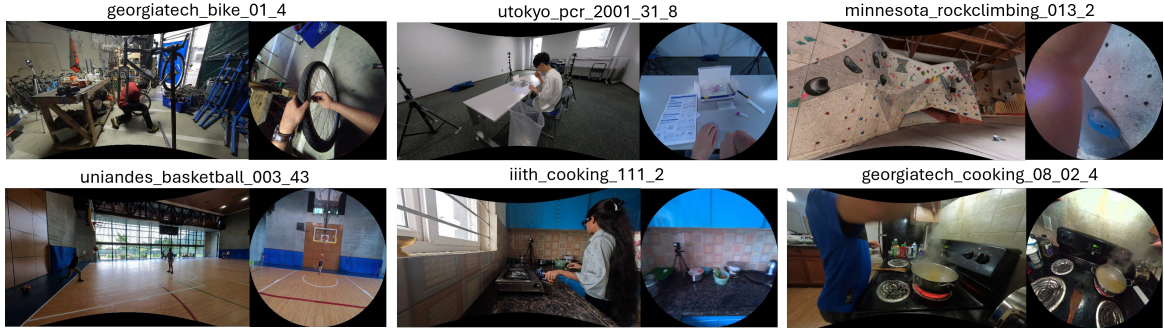 georgiatech_bike_01_4
utokyo_pcr_2001_31_8
minnesota_rockclimbing_013_2
uniandes_basketball_003_43
iiith_cooking_111_2
georgiatech_cooking_08_02_4